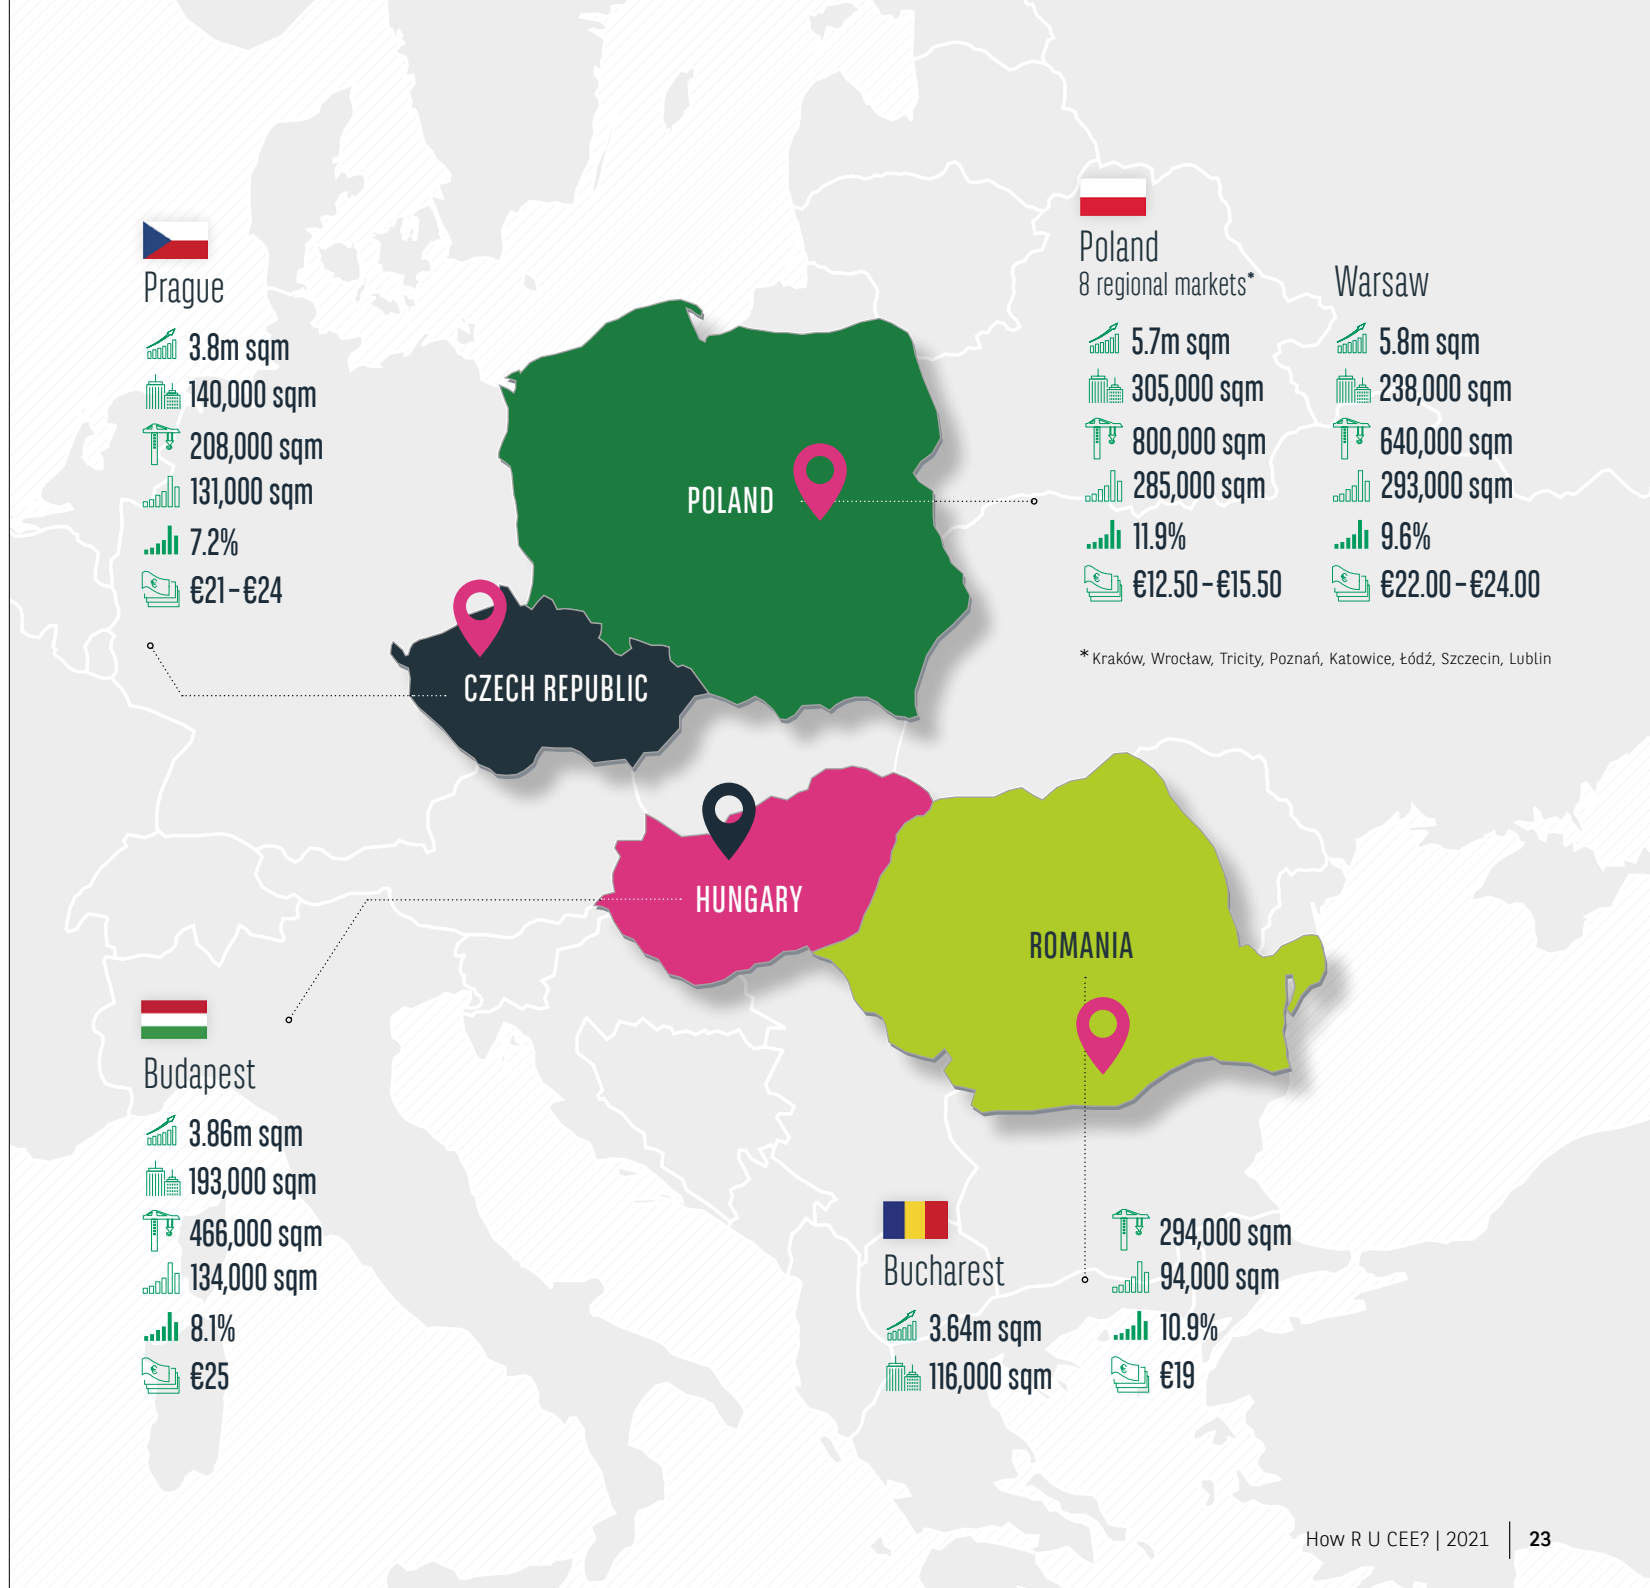 Prague
3.8m sqm
140,000 sqm
208,000 sqm
131,000 sqm
7.2%
€21–€24
Poland
8 regional markets*
5.7m sqm
305,000 sqm
800,000 sqm
285,000 sqm
11.9%
€12.50–€15.50
Warsaw
5.8m sqm
238,000 sqm
640,000 sqm
293,000 sqm
9.6%
€22.00–€24.00
* Kraków, Wrocław, Tricity, Poznań, Katowice, Łódź, Szczecin, Lublin
POLAND
CZECH REPUBLIC
HUNGARY
ROMANIA
Budapest
3.86m sqm
193,000 sqm
466,000 sqm
134,000 sqm
8.1%
€25
Bucharest
3.64m sqm
116,000 sqm
294,000 sqm
94,000 sqm
10.9%
€19
How R U CEE? | 2021 | 23